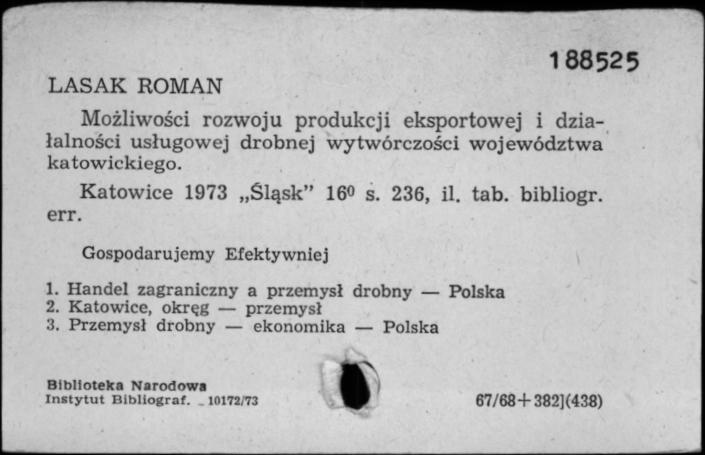 188525
LASAK ROMAN
Możliwości rozwoju produkcji eksportowej i dzia-
łalności usługowej drobnej wytwórczości województwa
katowickiego.
Katowice 1973 „Śląsk” 16⁰ s. 236, il. tab. bibliogr.
err.
Gospodarujemy Efektywniej
1. Handel zagraniczny a przemysł drobny — Polska
2. Katowice, okręg — przemysł
3. Przemysł drobny — ekonomika — Polska
Biblioteka Narodowa
Instytut Bibliograf. 10172/73
67/68+382](438)